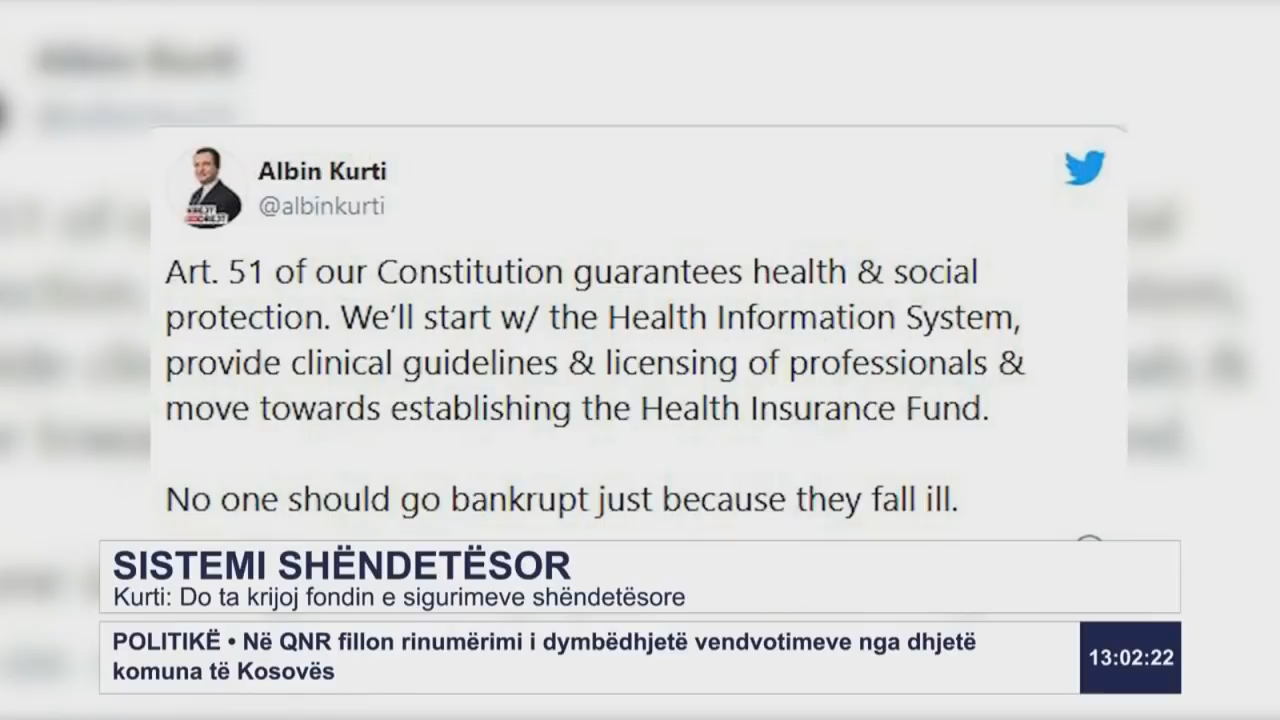 Albin Kurti
@albinkurti
Art. 51 of our Constitution guarantees health & social
protection. We'll start w/ the Health Information System,
provide clinical guidelines & licensing of professionals &
move towards establishing the Health Insurance Fund.
No one should go bankrupt just because they fall ill.
SISTEMI SHËNDETËSOR
Kurti: Do ta krijoj fondin e sigurimeve shëndetësore
POLITIKË • Në QNR fillon rinumërimi i dymbëdhjetë vendvotimeve nga dhjetë
komuna të Kosovës
13:02:22